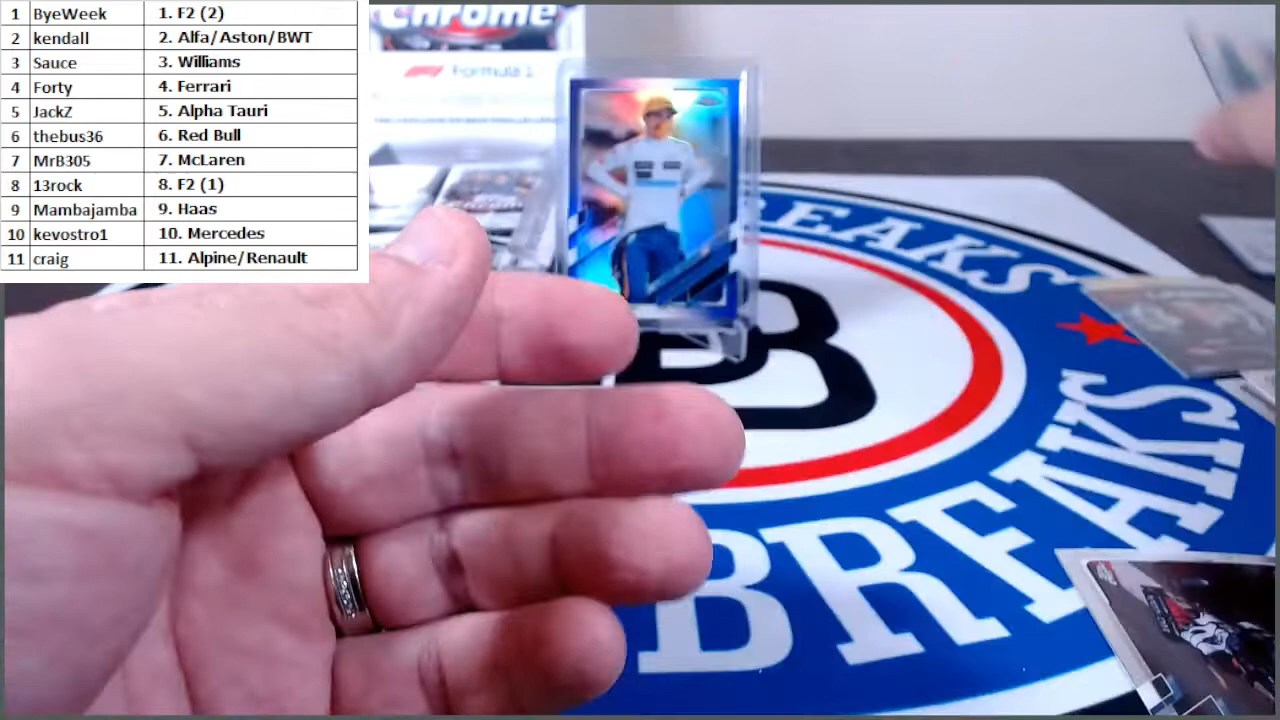 1 ByeWeek 1. F2 (2)
2 kendall 2. Alfa/Aston/BWT
3 Sauce 3. Williams
4 Forty 4. Ferrari
5 JackZ 5. Alpha Tauri
6 thebus36 6. Red Bull
7 MrB305 7. McLaren
8 13rock 8. F2 (1)
9 Mambajamba 9. Haas
10 kevostro1 10. Mercedes
11 craig 11. Alpine/Renault
Chrome
Formula 1
BREAKS
BB
BREAKS